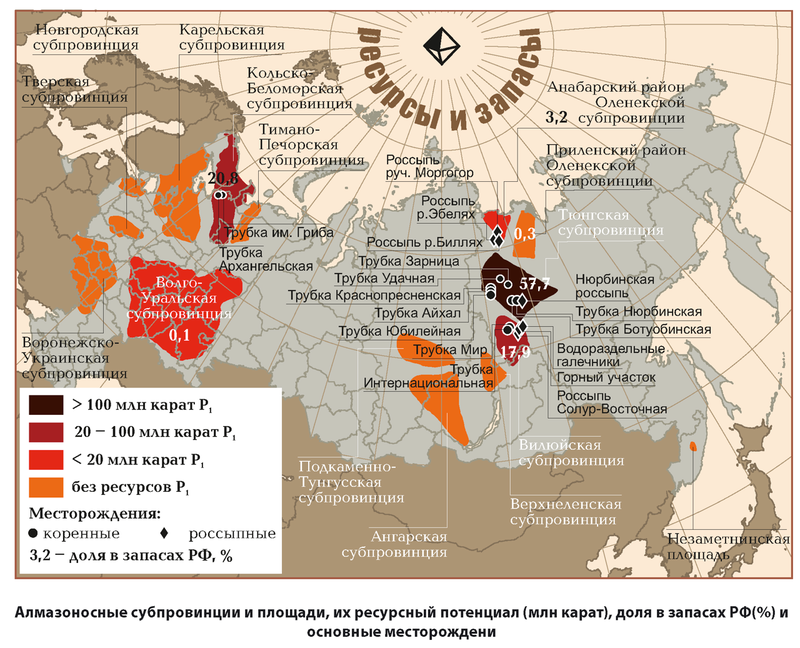 ресурсы и запасы
Новгородская
субпровинция
Карельская
субпровинция
Тверская
субпровинция
Кольско-
Беломорская
субпровинция
Тимано-
Печорская
субпровинция
Анабарский район
Оленекской
3,2 субпровинции
Приленский район
Оленекской
субпровинции
Россыпь
руч. Моргогор
Россыпь
р.Эбелях
Россыпь р.Биллях
Тюнгская
субпровинция
20,8
0,3
Трубка им. Гриба
Трубка
Архангельская
Трубка Зарница
Трубка Удачная
Трубка Краснопресненская
Трубка Айхал
Трубка Юбилейная
Трубка Мир
Трубка
Интернациональная
57,7
17,9
Нюрбинская
россыпь
Трубка Нюрбинская
Трубка Ботуобинская
Водораздельные
галечники
Горный участок
Россыпь
Солур-Восточная
Волго-
Уральская
субпровинция
0,1
Воронежско-
Украинская
субпровинция
Вилюйская
субпровинция
Подкаменно-
Тунгусская
субпровинция
Верхнеленская
субпровинция
Ангарская
субпровинция
Незаметнинская
площадь
> 100 млн карат P₁
20 – 100 млн карат P₁
< 20 млн карат P₁
без ресурсов P₁
Месторождения:
коренные россыпные
3,2 – доля в запасах РФ, %
Алмазоносные субпровинции и площади, их ресурсный потенциал (млн карат), доля в запасах РФ(%) и
основные месторождени